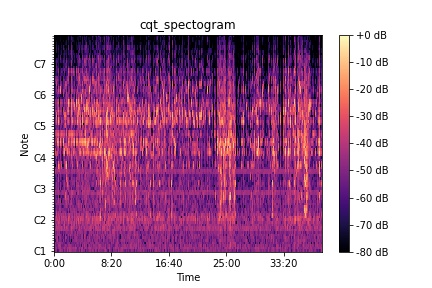 cqt_spectogram
C7
C6
C5
C4
C3
C2
C1
Note
0:00
8:20
16:40
25:00
33:20
Time
+0 dB
-10 dB
-20 dB
-30 dB
-40 dB
-50 dB
-60 dB
-70 dB
-80 dB